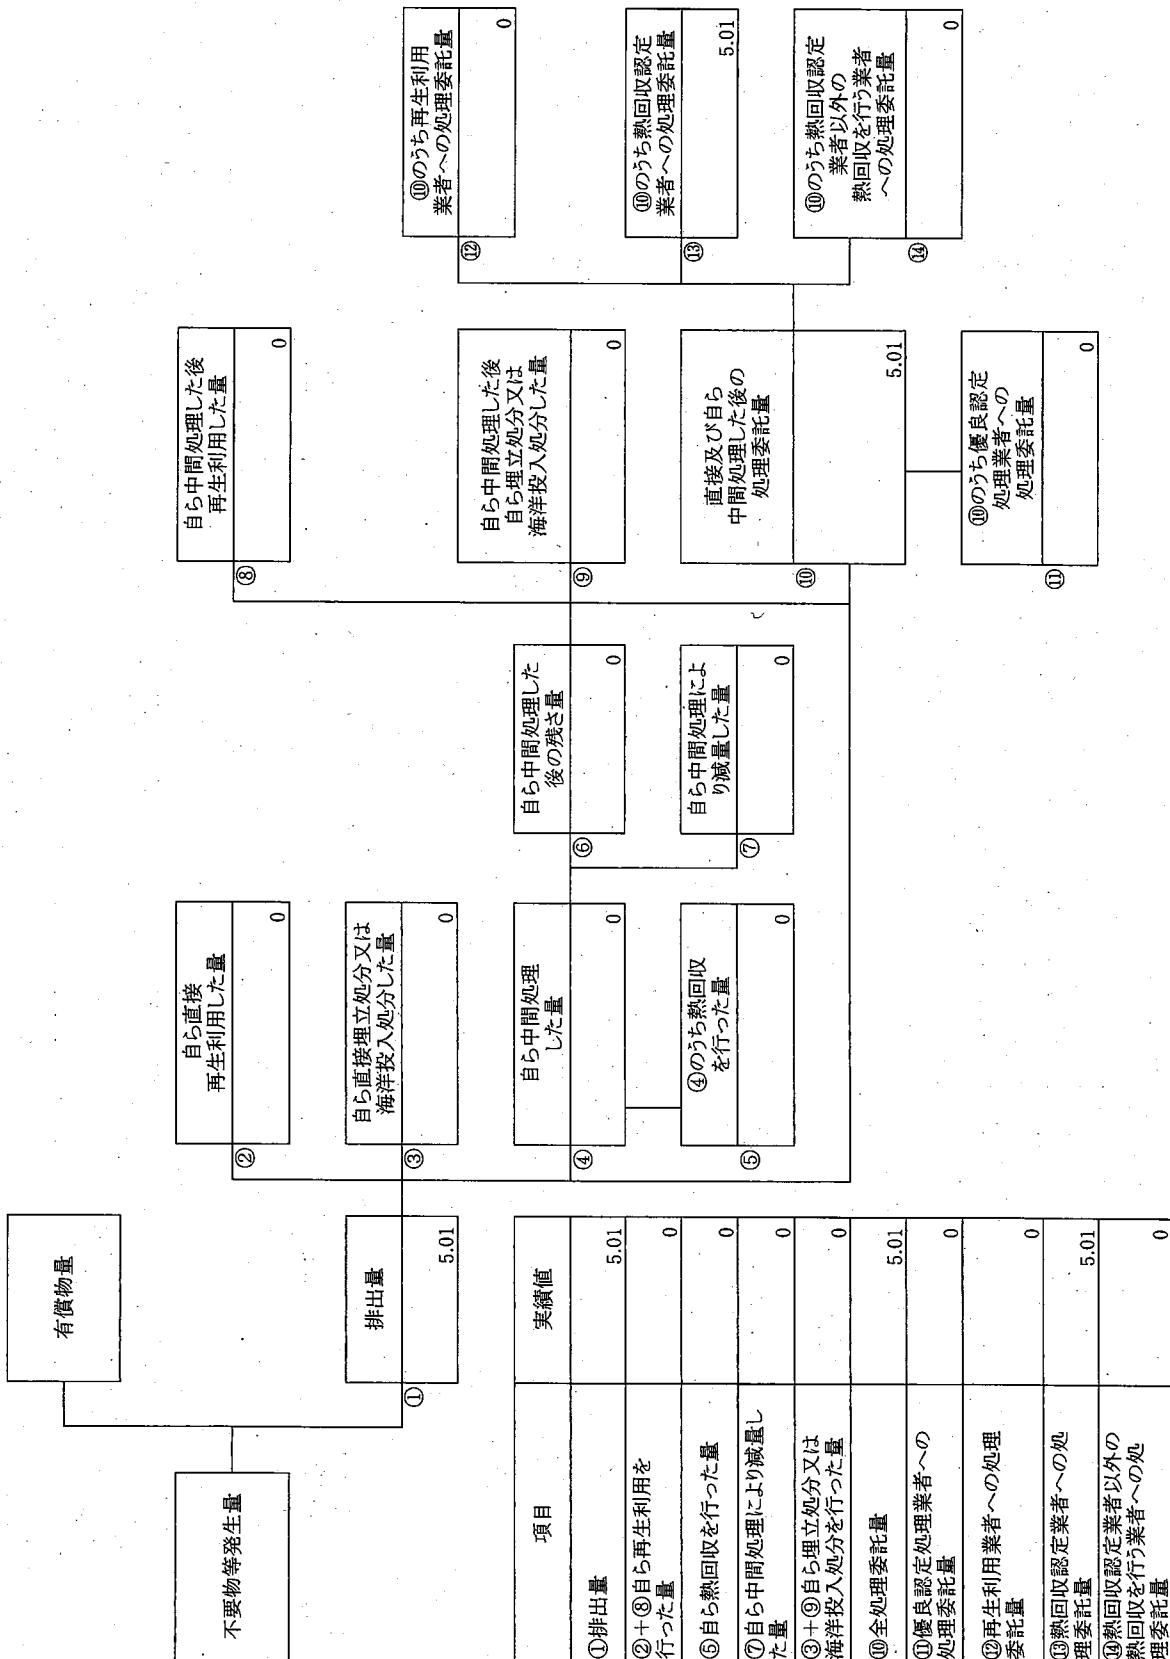 不要物等発生量
有償物量
排出量
①
5.01
自ら直接
再生利用した量
②
0
自ら直接埋立処分又は
海洋投入処分した量
③
0
自ら中間処理
した量
④
0
④のうち熱回収
を行った量
⑤
0
自ら中間処理した
後の残さ量
⑥
0
自ら中間処理によ
り減量した量
⑦
0
自ら中間処理した後
再生利用した量
⑧
0
自ら中間処理した後
自ら埋立処分又は
海洋投入処分した量
⑨
0
直接及び自ら
中間処理した後の
処理委託量
⑩
5.01
⑩のうち優良認定
処理業者への
処理委託量
⑪
0
⑩のうち再生利用
業者への処理委託量
⑫
0
⑩のうち熱回収認定
業者への処理委託量
⑬
5.01
⑩のうち熱回収認定
業者以外の
熱回収を行う業者
への処理委託量
⑭
0
項目 実績値
①排出量 5.01
②+⑧自ら再生利用を
行った量 0
⑤自ら熱回収を行った量 0
⑦自ら中間処理により減量し
た量 0
③+⑨自ら埋立処分又は
海洋投入処分を行った量 0
⑩全処理委託量 5.01
⑪優良認定処理業者への
処理委託量 0
⑫再生利用業者への処理
委託量 0
⑬熱回収認定業者への処
理委託量 5.01
⑭熱回収認定業者以外の
熱回収を行う業者への処
理委託量 0